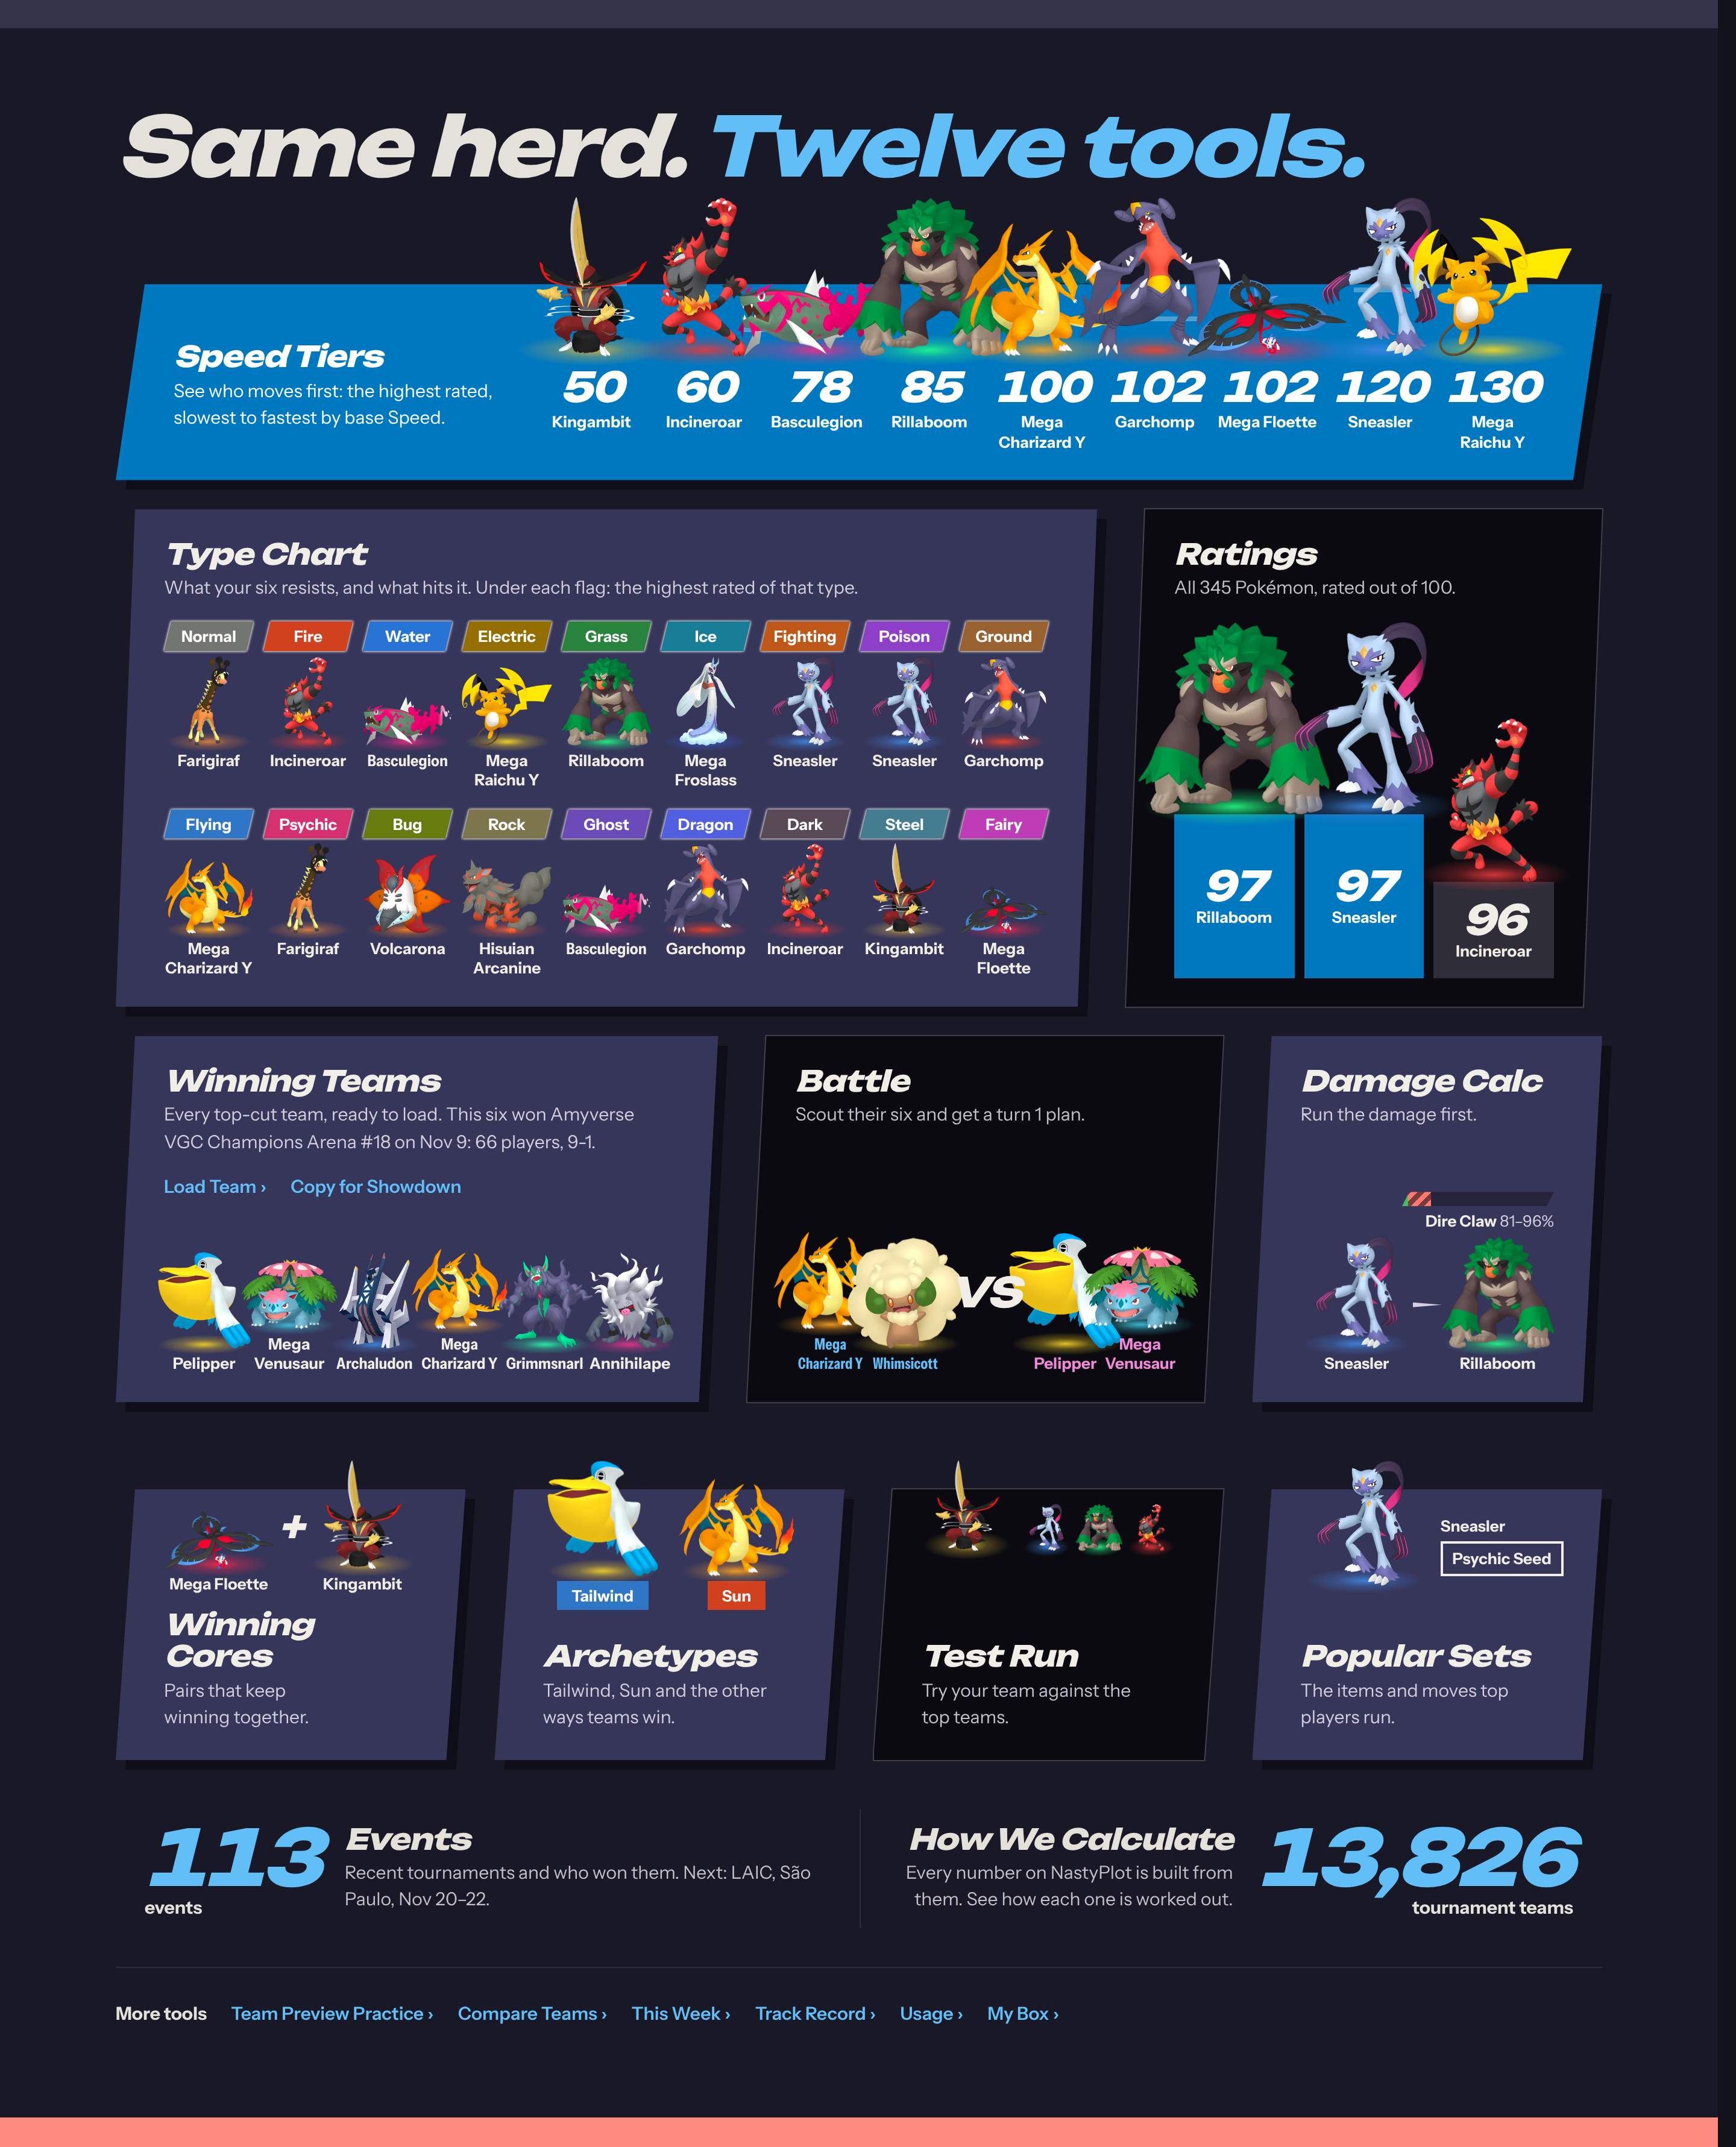 Same herd. Twelve tools.
Speed Tiers
See who moves first: the highest rated,
slowest to fastest by base Speed.
50
Kingambit
60
Incineroar
78
Basculegion
85
Rillaboom
100
Mega
Charizard Y
102
Garchomp
102
Mega Floette
120
Sneasler
130
Mega
Raichu Y
Type Chart
What your six resists, and what hits it. Under each flag: the highest rated of that type.
Normal Fire Water Electric Grass Ice Fighting Poison Ground
Farigiraf Incineroar Basculegion Mega Rillaboom Mega Sneasler Sneasler Garchomp
Raichu Y Froslass
Flying Psychic Bug Rock Ghost Dragon Dark Steel Fairy
Mega Farigiraf Volcarona Hisuian Basculegion Garchomp Incineroar Kingambit Mega
Charizard Y Arcanine Floette
Ratings
All 345 Pokémon, rated out of 100.
97
Rillaboom
97
Sneasler
96
Incineroar
Winning Teams
Every top-cut team, ready to load. This six won Amyverse
VGC Champions Arena #18 on Nov 9: 66 players, 9-1.
Load Team › Copy for Showdown
Pelipper
Mega
Venusaur
Archaludon
Mega
Charizard Y
Grimmsnarl
Annihilape
Battle
Scout their six and get a turn 1 plan.
VS
Mega
Charizard Y
Whimsicott
Pelipper
Mega
Venusaur
Damage Calc
Run the damage first.
Dire Claw 81–96%
Sneasler
Rillaboom
+
Mega Floette
Kingambit
Winning
Cores
Pairs that keep
winning together.
Tailwind
Sun
Archetypes
Tailwind, Sun and the other
ways teams win.
Test Run
Try your team against the
top teams.
Sneasler
Psychic Seed
Popular Sets
The items and moves top
players run.
113
events
Events
Recent tournaments and who won them. Next: LAIC, São
Paulo, Nov 20–22.
How We Calculate
Every number on NastyPlot is built from
them. See how each one is worked out.
13,826
tournament teams
More tools Team Preview Practice › Compare Teams › This Week › Track Record › Usage › My Box ›